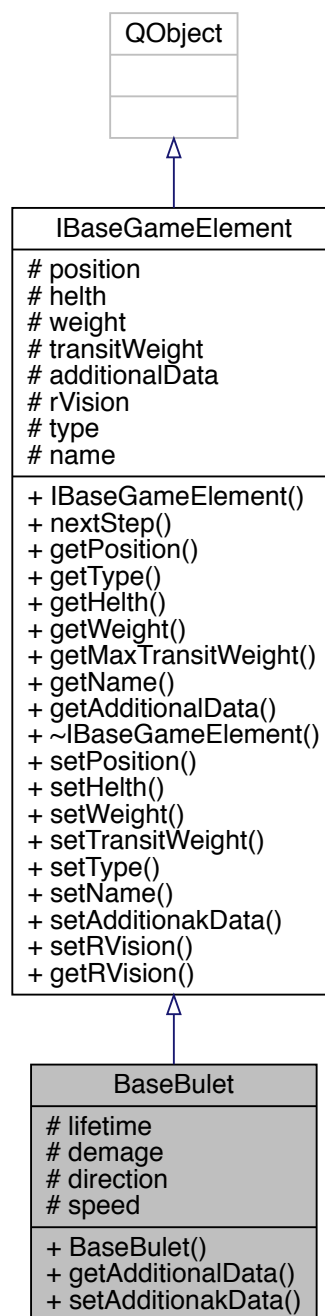 QObject
IBaseGameElement
# position
# helth
# weight
# transitWeight
# additionalData
# rVision
# type
# name
+ IBaseGameElement()
+ nextStep()
+ getPosition()
+ getType()
+ getHelth()
+ getWeight()
+ getMaxTransitWeight()
+ getName()
+ getAdditionalData()
+ ~IBaseGameElement()
+ setPosition()
+ setHelth()
+ setWeight()
+ setTransitWeight()
+ setType()
+ setName()
+ setAdditionakData()
+ setRVision()
+ getRVision()
BaseBulet
# lifetime
# demage
# direction
# speed
+ BaseBulet()
+ getAdditionalData()
+ setAdditionakData()